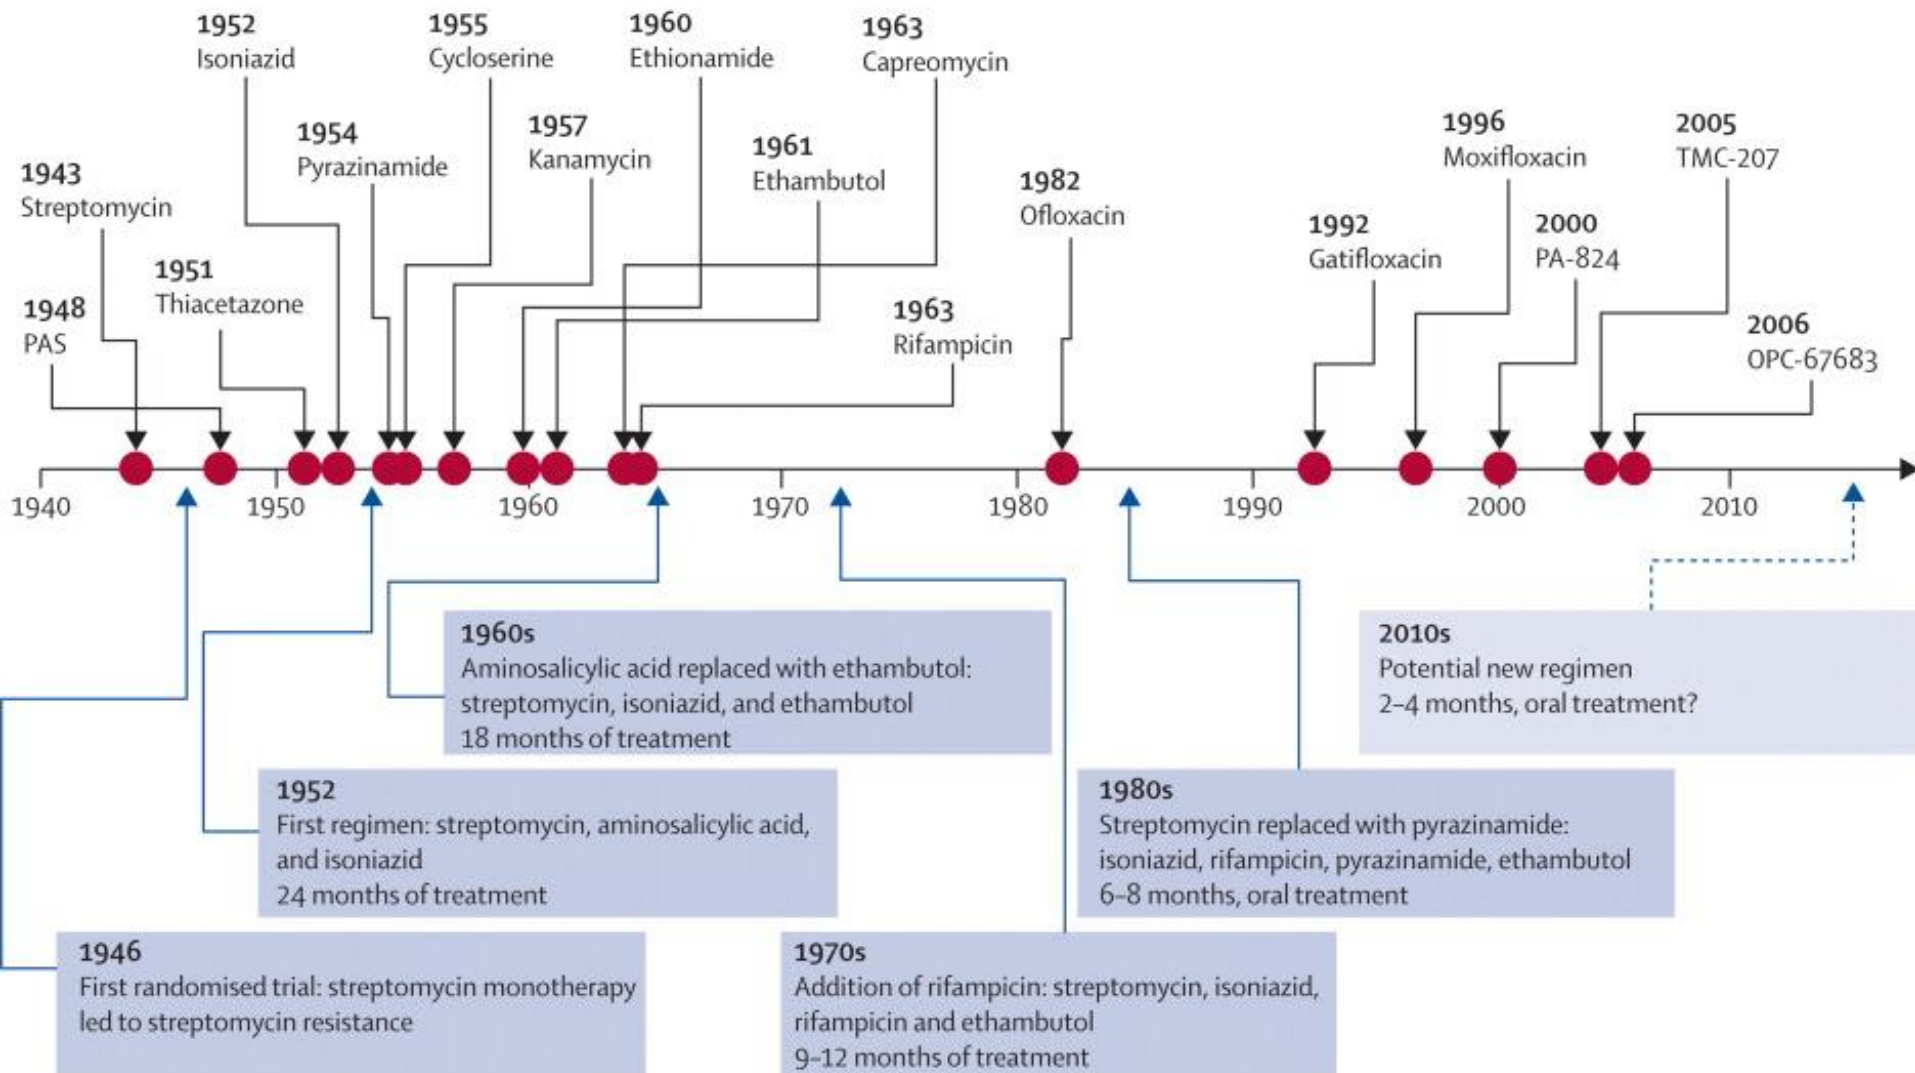 1952
Isoniazid
1955
Cycloserine
1960
Ethionamide
1963
Capreomycin
1954
Pyrazinamide
1957
Kanamycin
1961
Ethambutol
1996
Moxifloxacin
2005
TMC-207
1943
Streptomycin
1982
Ofloxacin
1992
Gatifloxacin
2000
PA-824
1951
Thiacetazone
1948
PAS
1963
Rifampicin
2006
OPC-67683
1940 1950 1960 1970 1980 1990 2000 2010
1960s
Aminosalicylic acid replaced with ethambutol:
streptomycin, isoniazid, and ethambutol
18 months of treatment
2010s
Potential new regimen
2–4 months, oral treatment?
1952
First regimen: streptomycin, aminosalicylic acid,
and isoniazid
24 months of treatment
1980s
Streptomycin replaced with pyrazinamide:
isoniazid, rifampicin, pyrazinamide, ethambutol
6–8 months, oral treatment
1946
First randomised trial: streptomycin monotherapy
led to streptomycin resistance
1970s
Addition of rifampicin: streptomycin, isoniazid,
rifampicin and ethambutol
9–12 months of treatment